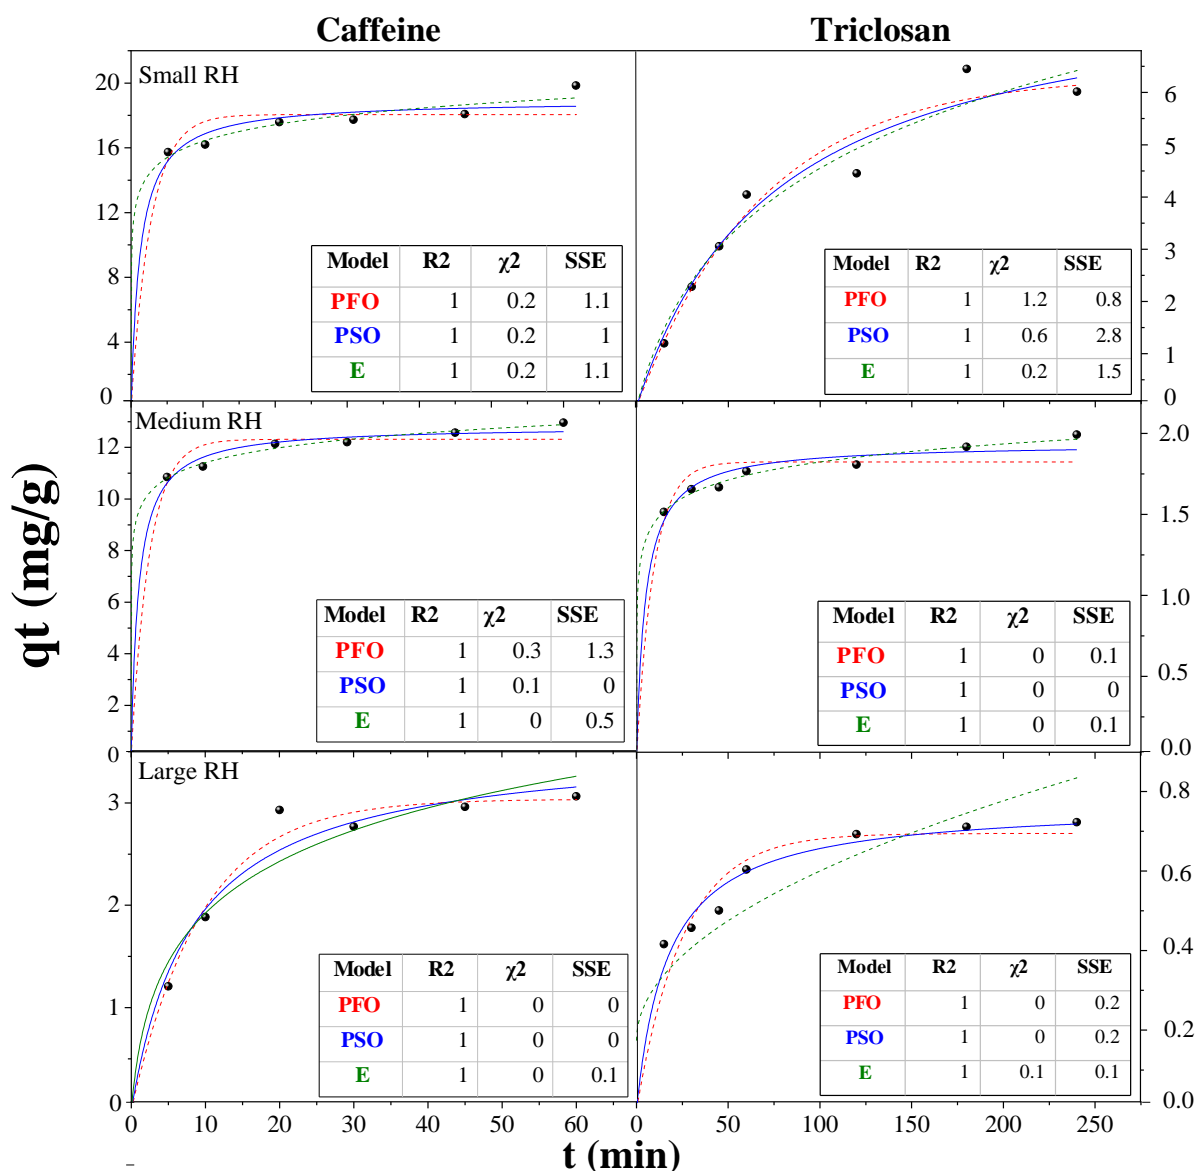 Caffeine Triclosan
Small RH
20
16
12
8
4
0
Model R2 χ2 SSE
PFO 1 0.2 1.1
PSO 1 0.2 1
E 1 0.2 1.1
6
5
4
3
2
1
0
Model R2 χ2 SSE
PFO 1 1.2 0.8
PSO 1 0.6 2.8
E 1 0.2 1.5
Medium RH
12
10
8
6
4
2
0
Model R2 χ2 SSE
PFO 1 0.3 1.3
PSO 1 0.1 0
E 1 0 0.5
2.0
1.5
1.0
0.5
0.0
Model R2 χ2 SSE
PFO 1 0 0.1
PSO 1 0 0
E 1 0 0.1
Large RH
3
2
1
0
Model R2 χ2 SSE
PFO 1 0 0
PSO 1 0 0
E 1 0 0.1
0.8
0.6
0.4
0.2
0.0
Model R2 χ2 SSE
PFO 1 0 0.2
PSO 1 0 0.2
E 1 0.1 0.1
0 10 20 30 40 50 60 0 50 100 150 200 250
qt (mg/g)
t (min)